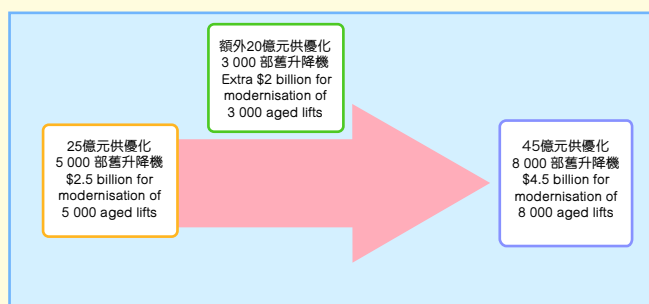 額外20億元供優化
3 000 部舊升降機
Extra $2 billion for
modernisation of
3 000 aged lifts
25億元供優化
5 000 部舊升降機
$2.5 billion for
modernisation of
5 000 aged lifts
45億元供優化
8 000 部舊升降機
$4.5 billion for
modernisation of
8 000 aged lifts